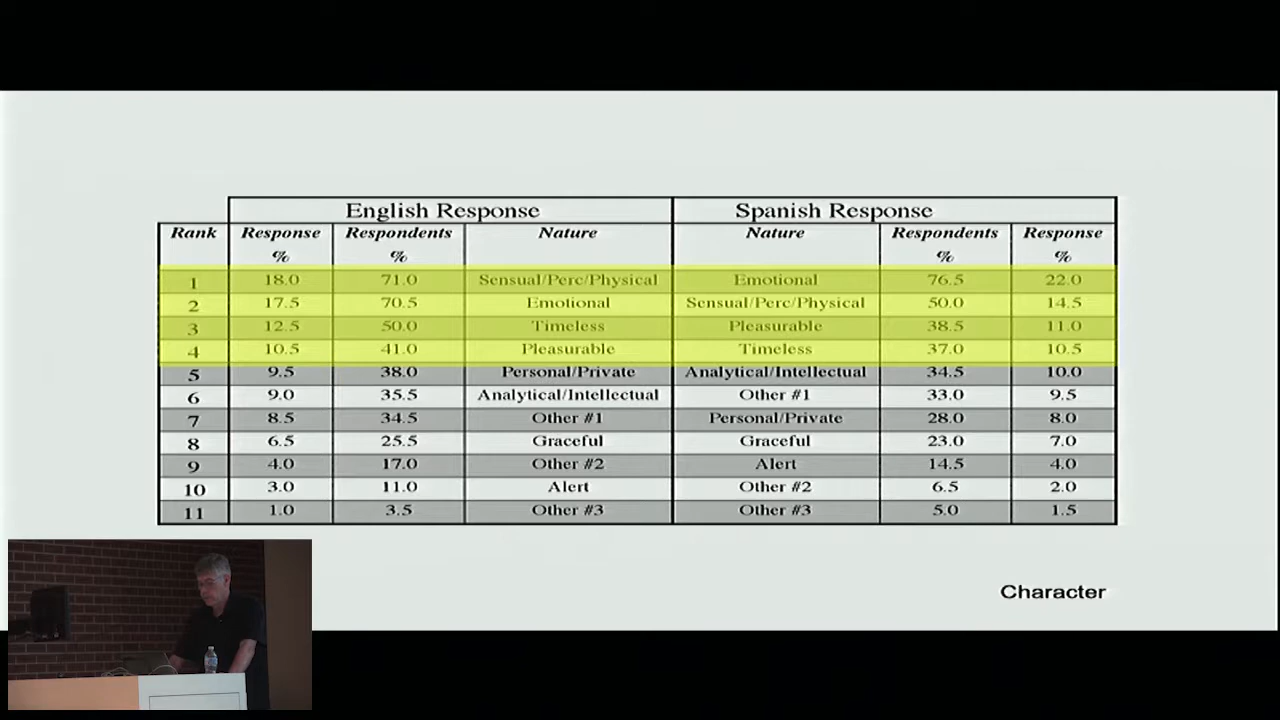 English Response Spanish Response
Rank Response % Respondents % Nature Nature Respondents % Response %
1 18.0 71.0 Sensual/Perc/Physical Emotional 76.5 22.0
2 17.5 70.5 Emotional Sensual/Perc/Physical 50.0 14.5
3 12.5 50.0 Timeless Pleasurable 38.5 11.0
4 10.5 41.0 Pleasurable Timeless 37.0 10.5
5 9.5 38.0 Personal/Private Analytical/Intellectual 34.5 10.0
6 9.0 35.5 Analytical/Intellectual Other #1 33.0 9.5
7 8.5 34.5 Other #1 Personal/Private 28.0 8.0
8 6.5 25.5 Graceful Graceful 23.0 7.0
9 4.0 17.0 Other #2 Alert 14.5 4.0
10 3.0 11.0 Alert Other #2 6.5 2.0
11 1.0 3.5 Other #3 Other #3 5.0 1.5
Character